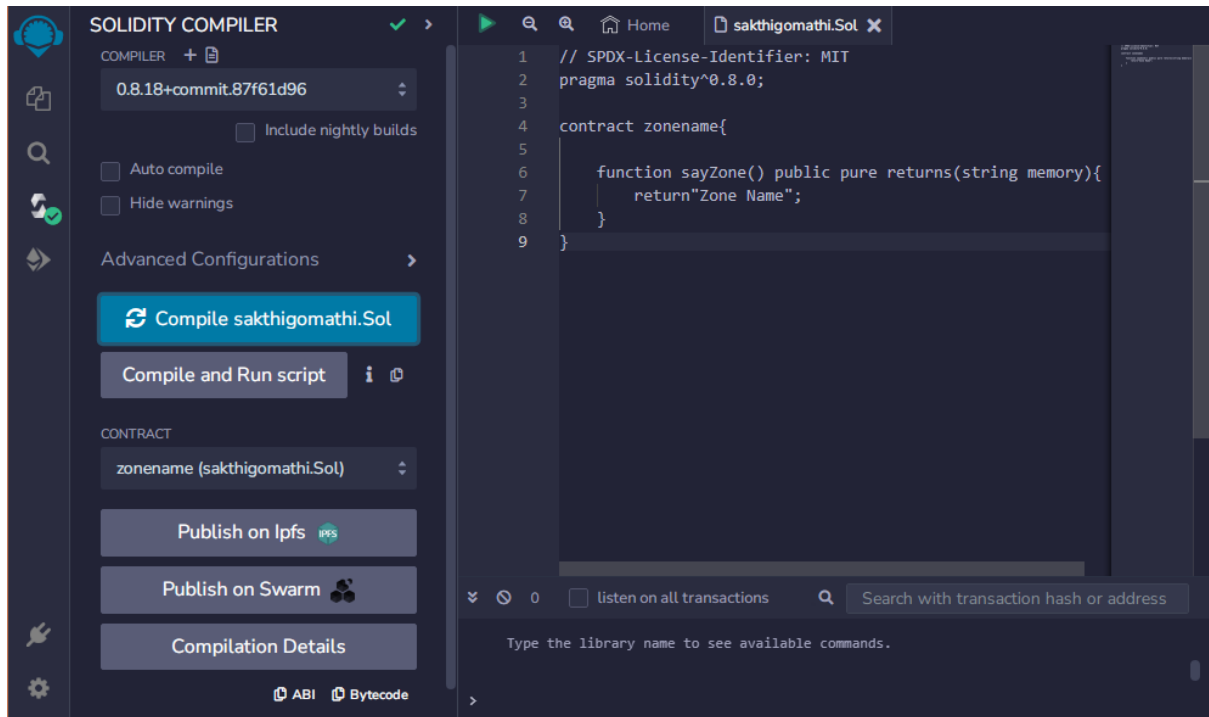 SOLIDITY COMPILER
COMPILER
0.8.18+commit.87f61d96
Include nightly builds
Auto compile
Hide warnings
Advanced Configurations
Compile sakthigomathi.Sol
Compile and Run script
i
CONTRACT
zonename (sakthigomathi.Sol)
Publish on Ipfs IPFS
Publish on Swarm
Compilation Details
ABI Bytecode
Home sakthigomathi.Sol
1 // SPDX-License-Identifier: MIT
2 pragma solidity^0.8.0;
3
4 contract zonename{
5
6 function sayZone() public pure returns(string memory){
7 return"Zone Name";
8 }
9 }
0 listen on all transactions Search with transaction hash or address
Type the library name to see available commands.
>